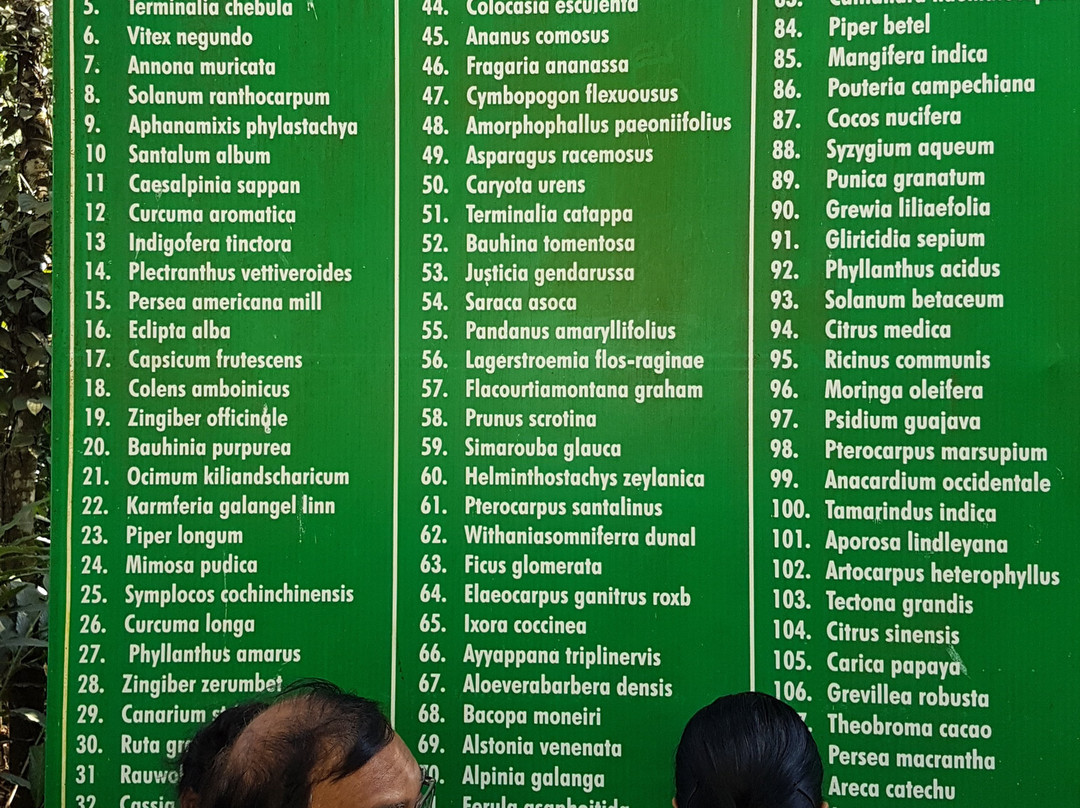 5. Terminalia chebula
6. Vitex negundo
7. Annona muricata
8. Solanum ranthocarpum
9. Aphanamixis phylastachya
10 Santalum album
11 Caesalpinia sappan
12 Curcuma aromatica
13 Indigofera tinctora
14. Plectranthus vettiveroides
15. Persea americana mill
16. Eclipta alba
17. Capsicum frutescens
18. Colens amboinicus
19. Zingiber officinale
20. Bauhinia purpurea
21. Ocimum kiliandscharicum
22. Karmferia galangel linn
23. Piper longum
24. Mimosa pudica
25. Symplocos cochinchinensis
26. Curcuma longa
27. Phyllanthus amarus
28. Zingiber zerumbet
29. Canarium
30. Ruta
31
32. Cassia
44. Colocasia esculenta
45. Ananus comosus
46. Fragaria ananassa
47. Cymbopogon flexuousus
48. Amorphophallus paeoniifolius
49. Asparagus racemosus
50. Caryota urens
51. Terminalia catappa
52. Bauhina tomentosa
53. Justicia gendarussa
54. Saraca asoca
55. Pandanus amaryllifolius
56. Lagerstroemia flos-raginae
57. Flacourtiamontana graham
58. Prunus scrotina
59. Simarouba glauca
60. Helminthostachys zeylanica
61. Pterocarpus santalinus
62. Withaniasomniferra dunal
63. Ficus glomerata
64. Elaeocarpus ganitrus roxb
65. Ixora coccinea
66. Ayyappana triplinervis
67. Aloeverabarbera densis
68. Bacopa moneiri
69. Alstonia venenata
70. Alpinia galanga
Ferula
84. Piper betel
85. Mangifera indica
86. Pouteria campechiana
87. Cocos nucifera
88. Syzygium aqueum
89. Punica granatum
90. Grewia liliaefolia
91. Gliricidia sepium
92. Phyllanthus acidus
93. Solanum betaceum
94. Citrus medica
95. Ricinus communis
96. Moringa oleifera
97. Psidium guajava
98. Pterocarpus marsupium
99. Anacardium occidentale
100. Tamarindus indica
101. Aporosa lindleyana
102. Artocarpus heterophyllus
103. Tectona grandis
104. Citrus sinensis
105. Carica papaya
106. Grevillea robusta
Theobroma cacao
Persea macrantha
Areca catechu